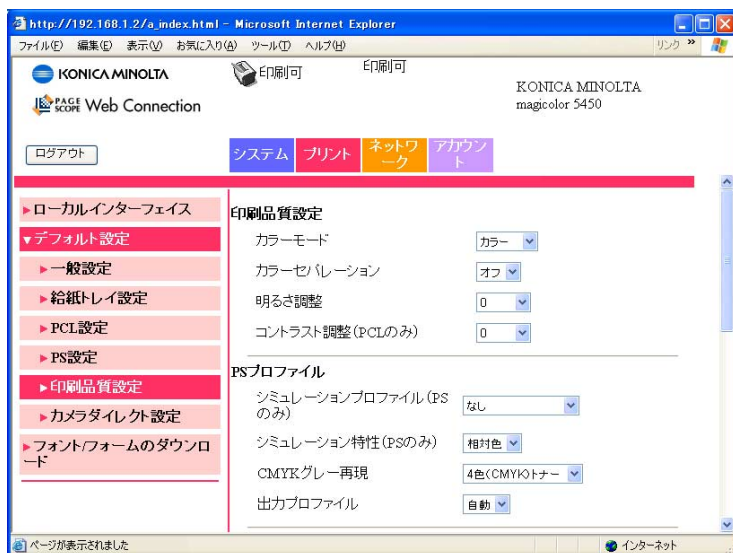 http://192.168.1.2/a_index.html - Microsoft Internet Explorer
ファイル(F) 編集(E) 表示(V) お気に入り(A) ツール(T) ヘルプ(H) リンク »
KONICA MINOLTA
印刷可
印刷可
KONICA MINOLTA
magicolor 5450
PAGE SCOPE Web Connection
ログアウト
システム
プリント
ネットワ
ーク
アカウン
ト
ローカルインターフェイス
デフォルト設定
一般設定
給紙トレイ設定
PCL設定
PS設定
印刷品質設定
カメラダイレクト設定
フォント/フォームのダウンロ
ード
印刷品質設定
カラーモード カラー
カラーセパレーション オフ
明るさ調整 0
コントラスト調整(PCLのみ) 0
PSプロファイル
シミュレーションプロファイル(PS
のみ) なし
シミュレーション特性(PSのみ) 相対色
CMYKグレー再現 4色(CMYK)トナー
出力プロファイル 自動
ページが表示されました
インターネット